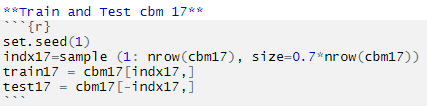 **Train and Test cbm 17**
```{r}
set.seed(1)
indx17=sample (1: nrow(cbm17), size=0.7*nrow(cbm17))
train17 = cbm17[indx17,]
test17 = cbm17[-indx17,]
```